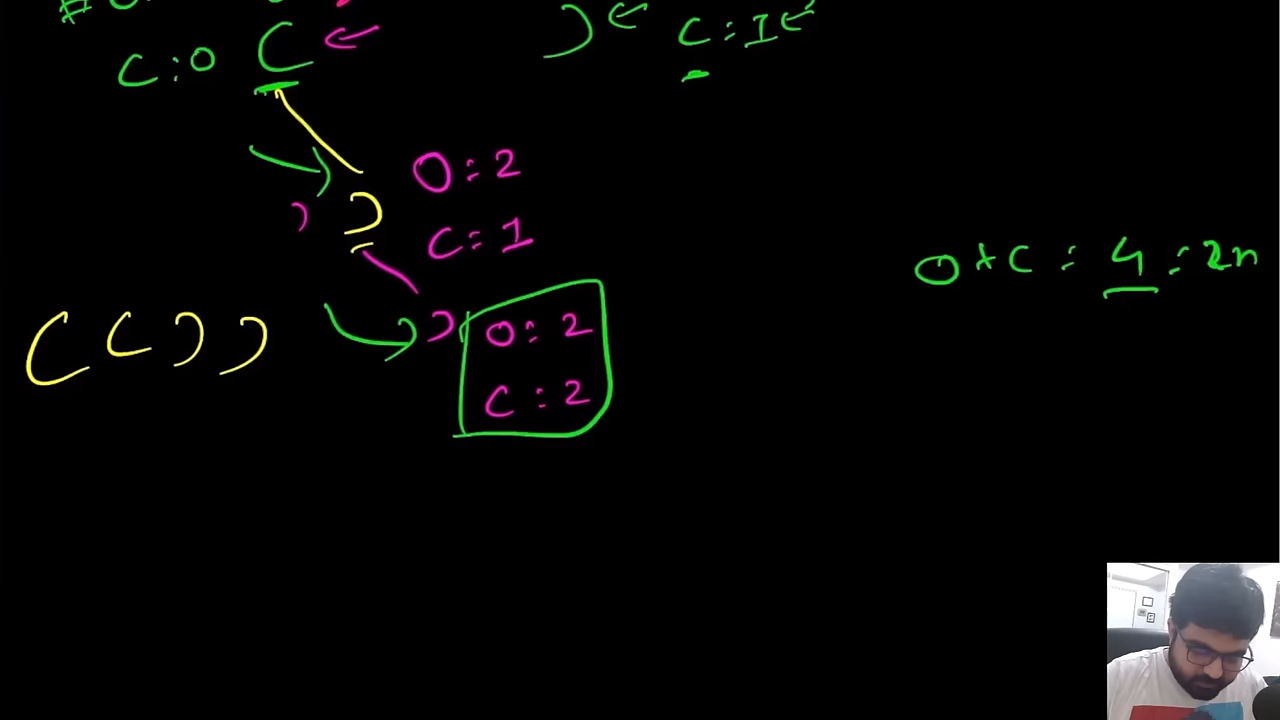 C:0 ( ) C:1
O:2
) ) C:1
O+C:4:2n
(()) ) O:2
C:2